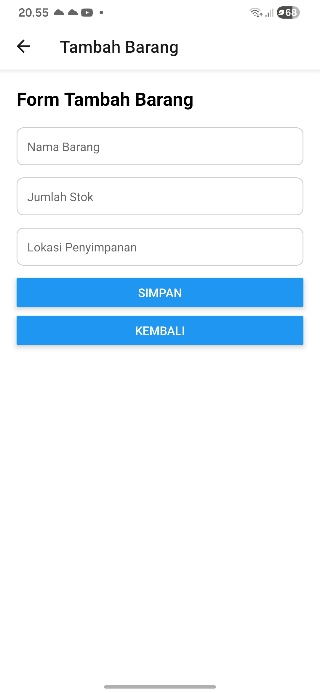 20.55
68
Tambah Barang
Form Tambah Barang
Nama Barang
Jumlah Stok
Lokasi Penyimpanan
SIMPAN
KEMBALI